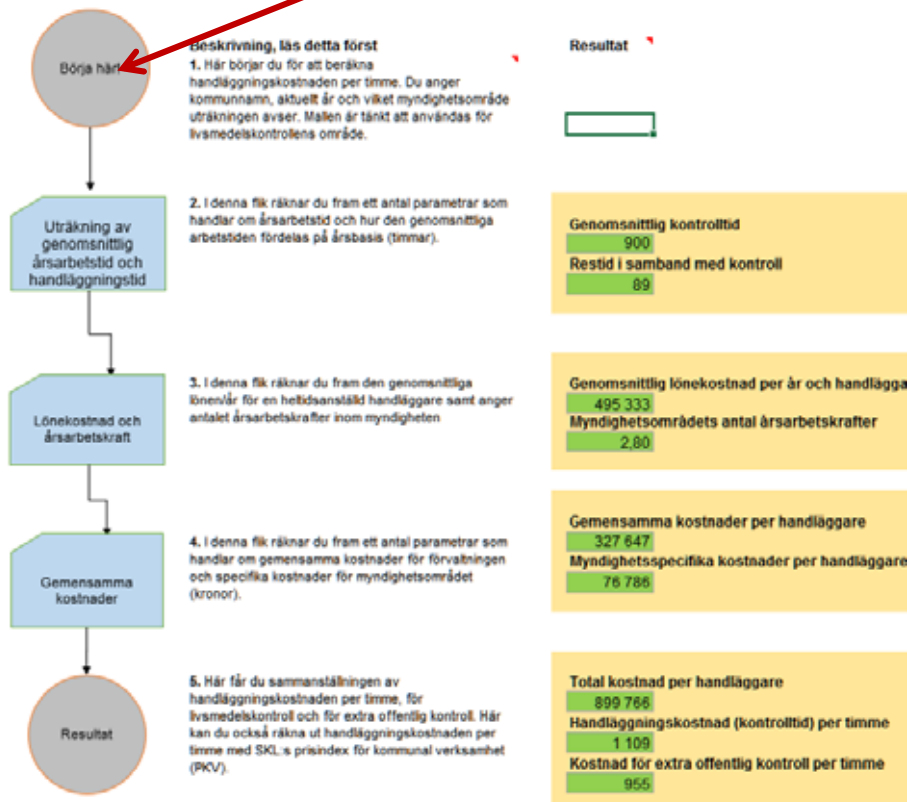 Börja här!
Beskrivning, läs detta först
1. Här börjar du för att beräkna
handläggningskostnaden per timme. Du anger
kommunnamn, aktuellt år och vilket myndighetsområde
uträkningen avser. Mallen är tänkt att användas för
livsmedelskontrollens område.
Resultat
Uträkning av
genomsnittlig
årsarbetstid och
handläggningstid
2. I denna flik räknar du fram ett antal parametrar som
handlar om årsarbetstid och hur den genomsnittliga
arbetstiden fördelas på årsbasis (timmar).
Genomsnittlig kontrolltid
900
Restid i samband med kontroll
89
Lönekostnad och
årsarbetskraft
3. I denna flik räknar du fram den genomsnittliga
lönen/år för en heltidsanställd handläggare samt anger
antalet årsarbetskrafter inom myndigheten
Genomsnittlig lönekostnad per år och handlägga
495 333
Myndighetsområdets antal årsarbetskrafter
2,80
Gemensamma
kostnader
4. I denna flik räknar du fram ett antal parametrar som
handlar om gemensamma kostnader för förvaltningen
och specifika kostnader för myndighetsområdet
(kronor).
Gemensamma kostnader per handläggare
327 647
Myndighetsspecifika kostnader per handläggare
76 786
Resultat
5. Här får du sammanställningen av
handläggningskostnaden per timme, för
livsmedelskontroll och för extra offentlig kontroll. Här
kan du också räkna ut handläggningskostnaden per
timme med SKL:s prisindex för kommunal verksamhet
(PKV).
Total kostnad per handläggare
899 766
Handläggningskostnad (kontrolltid) per timme
1 109
Kostnad för extra offentlig kontroll per timme
955